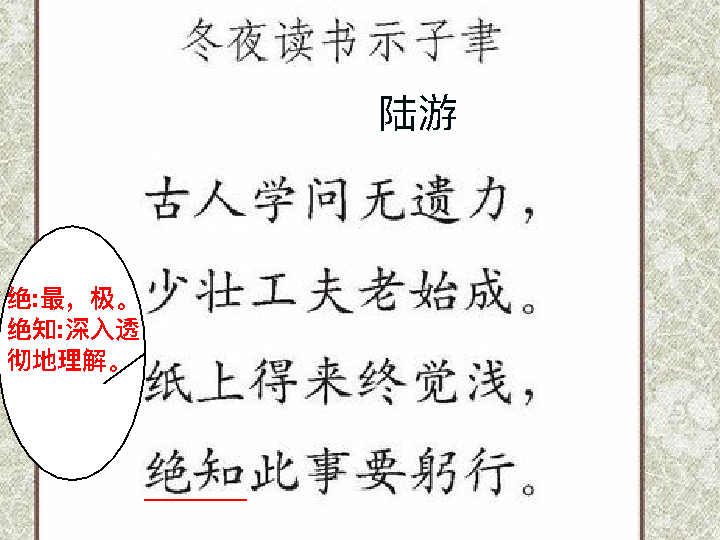 冬夜读书示子聿
陆游
古人学问无遗力，
少壮工夫老始成。
纸上得来终觉浅，
绝知此事要躬行。
绝:最，极。
绝知:深入透
彻地理解。